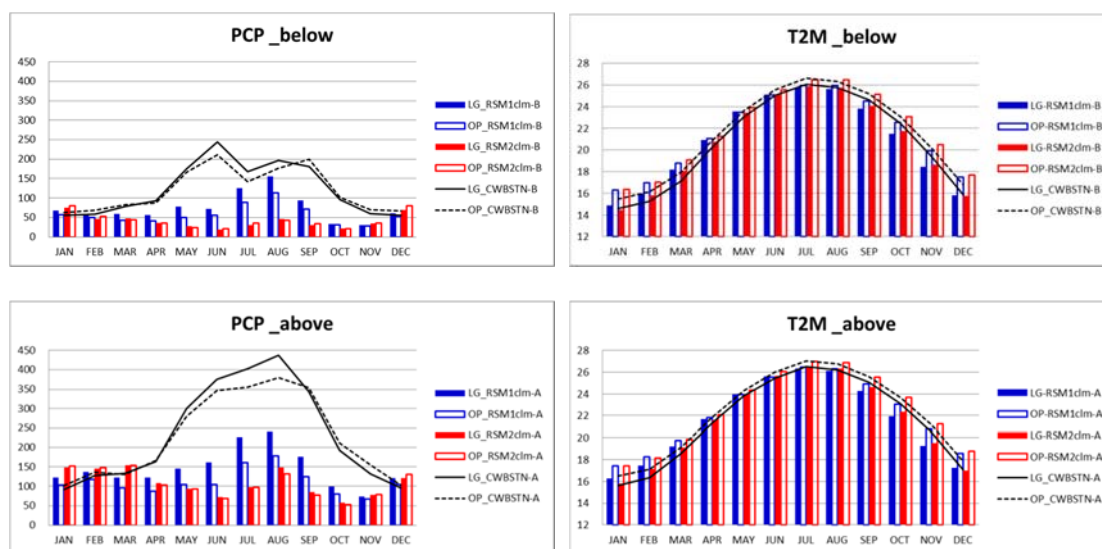 PCP _below
450
400
350
300
250
200
150
100
50
0
JAN FEB MAR APR MAY JUN JUL AUG SEP OCT NOV DEC
LG_RSM1clm-B
OP_RSM1clm-B
LG_RSM2clm-B
OP_RSM2clm-B
LG_CWBSTN-B
OP_CWBSTN-B
T2M _below
28
26
24
22
20
18
16
14
12
JAN FEB MAR APR MAY JUN JUL AUG SEP OCT NOV DEC
LG-RSM1clm-B
OP-RSM1clm-B
LG-RSM2clm-B
OP-RSM2clm-B
LG_CWBSTN-B
OP_CWBSTN-B
PCP _above
450
400
350
300
250
200
150
100
50
0
JAN FEB MAR APR MAY JUN JUL AUG SEP OCT NOV DEC
LG_RSM1clm-A
OP_RSM1clm-A
LG_RSM2clm-A
OP_RSM2clm-A
LG_CWBSTN-A
OP_CWBSTN-A
T2M _above
28
26
24
22
20
18
16
14
12
JAN FEB MAR APR MAY JUN JUL AUG SEP OCT NOV DEC
LG-RSM1clm-A
OP-RSM1clm-A
LG-RSM2clm-A
OP-RSM2clm-A
LG_CWBSTN-A
OP_CWBSTN-A